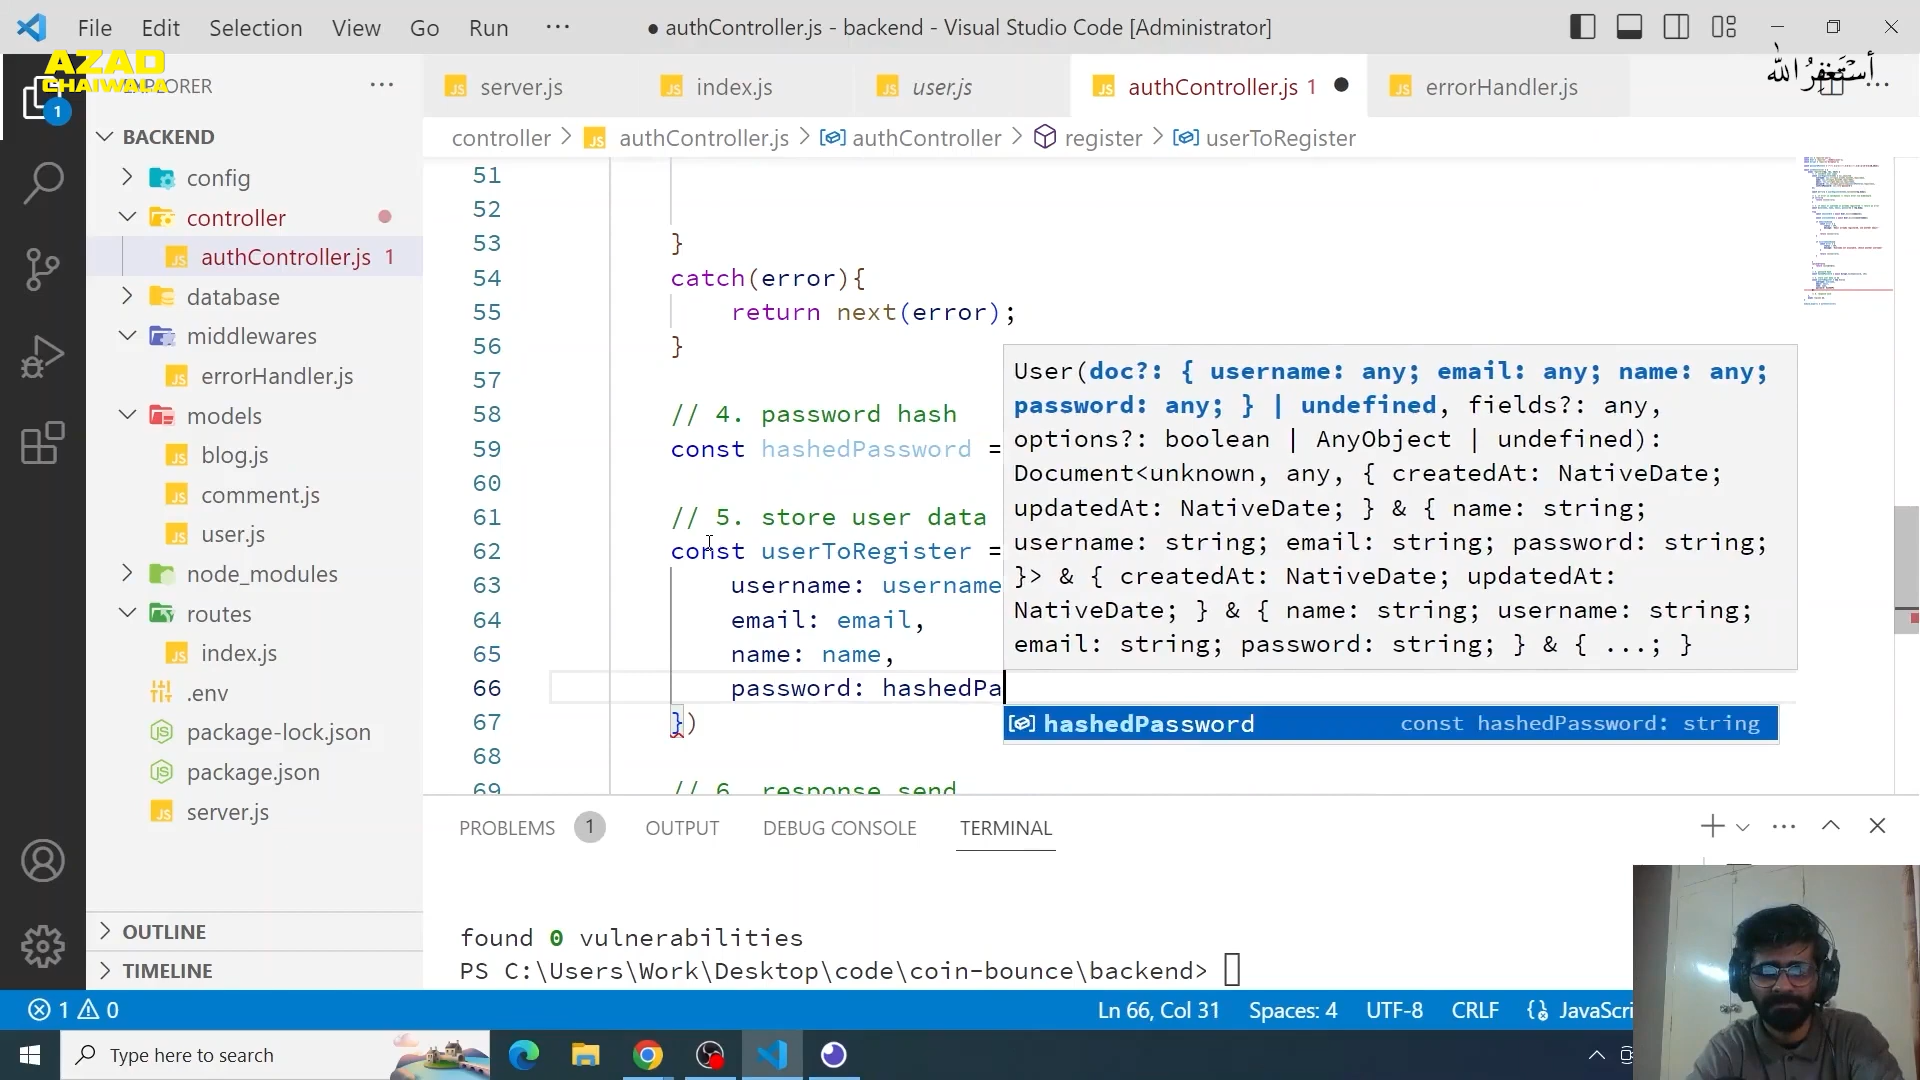 File Edit Selection View Go Run ··· ● authController.js - backend - Visual Studio Code [Administrator]
AZAD
CHAIWALA
EXPLORER ···
server.js index.js user.js authController.js 1 ● errorHandler.js
أستغفر الله
controller > authController.js > authController > register > userToRegister
1
BACKEND
config
controller
authController.js 1
database
middlewares
errorHandler.js
models
blog.js
comment.js
user.js
node_modules
routes
index.js
.env
package-lock.json
package.json
server.js
OUTLINE
TIMELINE
51
52
53 }
54 catch(error){
55 return next(error);
56 }
57
58 // 4. password hash
59 const hashedPassword =
60
61 // 5. store user data
62 const userToRegister =
63 username: username
64 email: email,
65 name: name,
66 password: hashedPa
67 })
68
69 // 6. response send
User(doc?: { username: any; email: any; name: any;
password: any; } | undefined, fields?: any,
options?: boolean | AnyObject | undefined):
Document<unknown, any, { createdAt: NativeDate;
updatedAt: NativeDate; } & { name: string;
username: string; email: string; password: string;
}> & { createdAt: NativeDate; updatedAt:
NativeDate; } & { name: string; username: string;
email: string; password: string; } & { ...; }
hashedPassword const hashedPassword: string
PROBLEMS 1 OUTPUT DEBUG CONSOLE TERMINAL
found 0 vulnerabilities
PS C:\Users\Work\Desktop\code\coin-bounce\backend>
1 0 Ln 66, Col 31 Spaces: 4 UTF-8 CRLF JavaScri
Type here to search